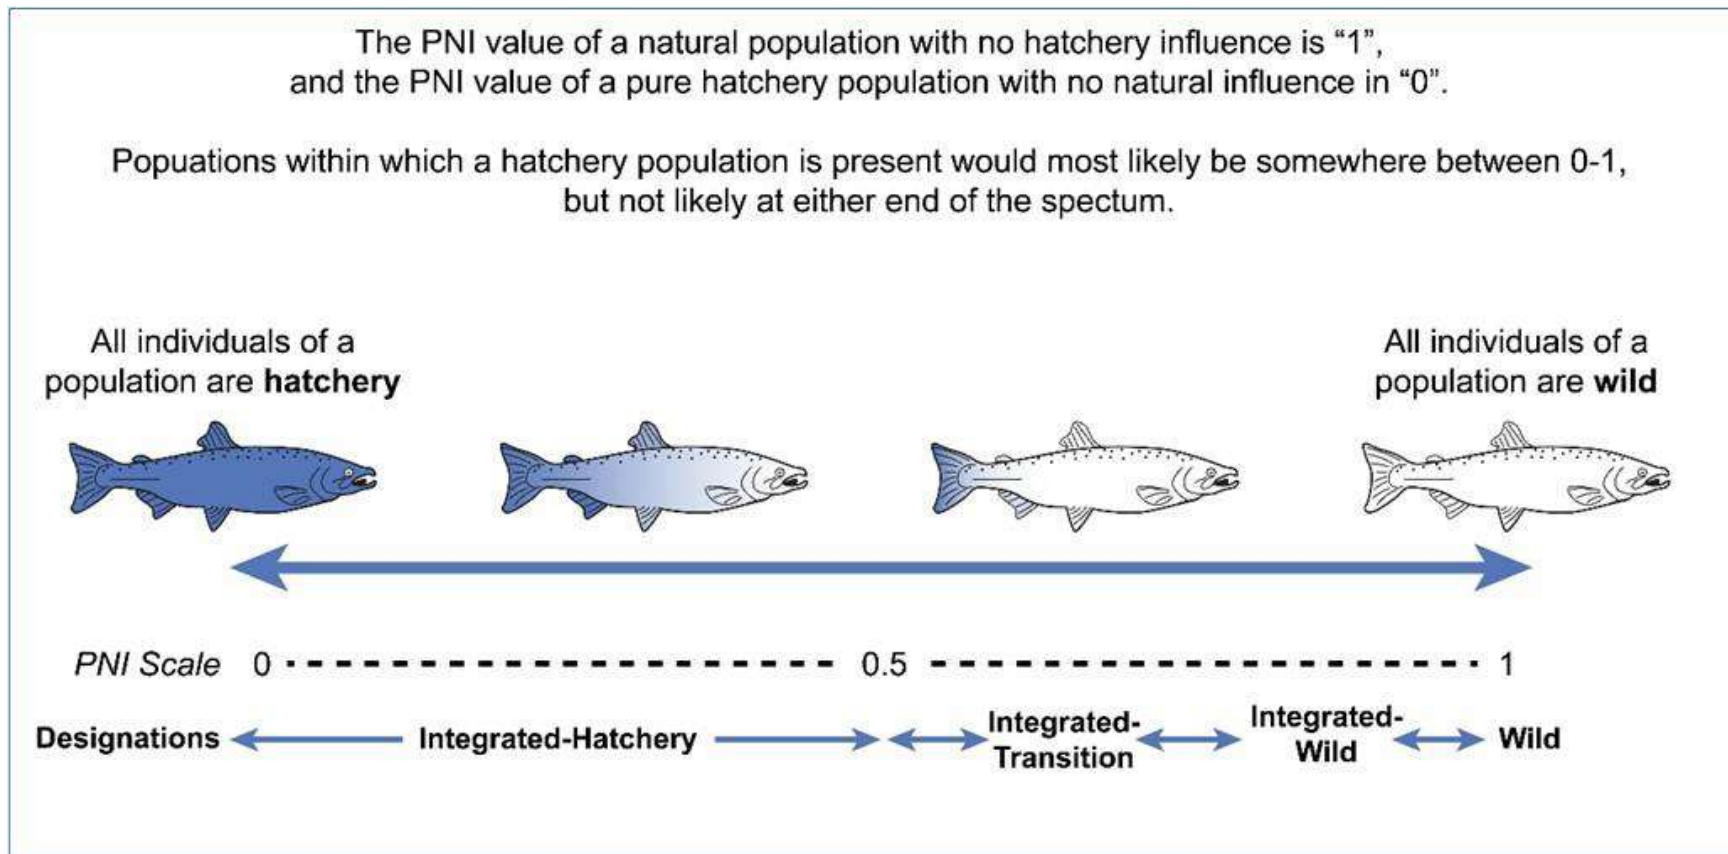 The PNI value of a natural population with no hatchery influence is “1”,
and the PNI value of a pure hatchery population with no natural influence in “0”.
Popuations within which a hatchery population is present would most likely be somewhere between 0-1,
but not likely at either end of the spectum.
All individuals of a
population are hatchery
All individuals of a
population are wild
PNI Scale 0 0.5 1
Designations Integrated-Hatchery Integrated-
Transition Integrated-
Wild Wild